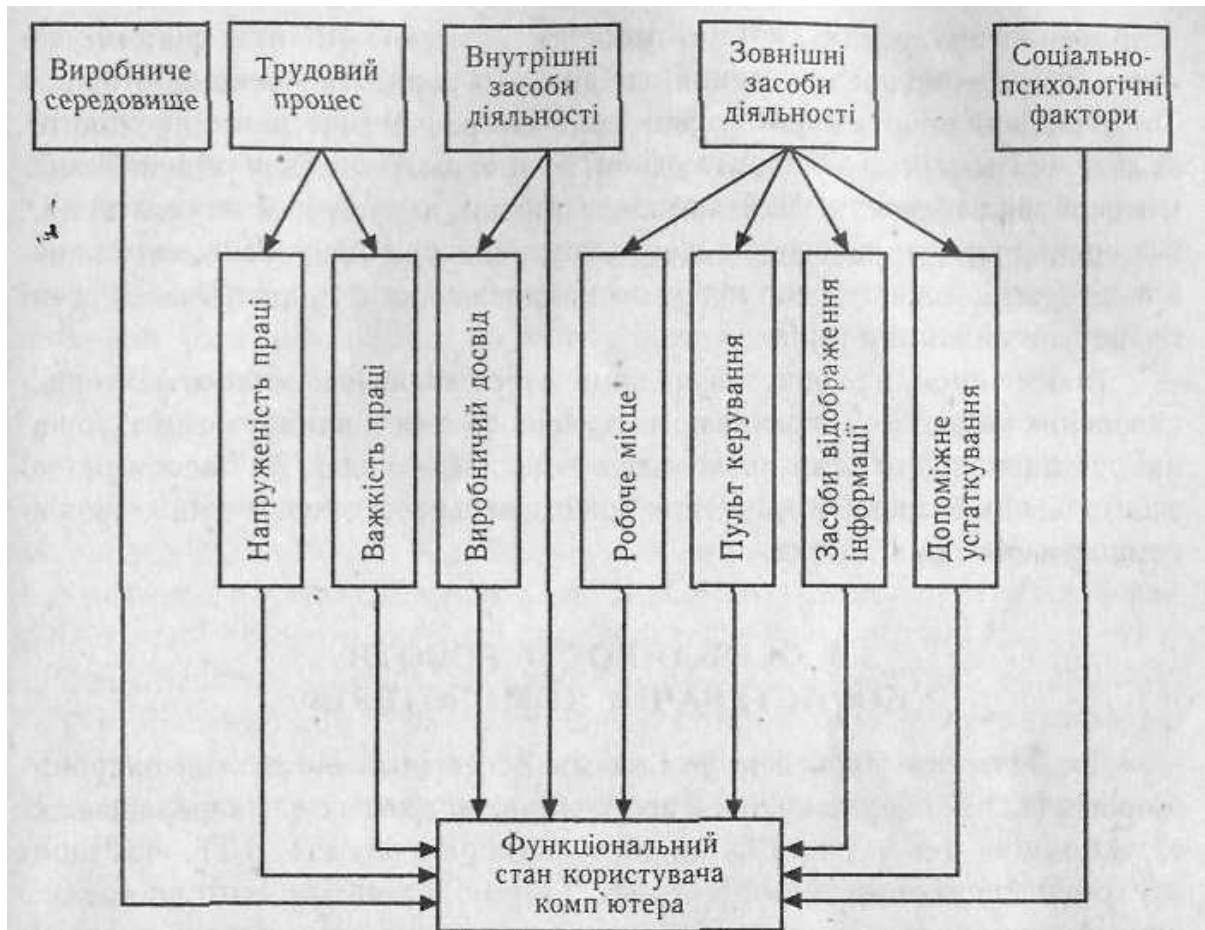 Виробниче
середовище
Трудовий
процес
Внутрішні
засоби
діяльності
Зовнішні
засоби
діяльності
Соціально-
психологічні
фактори
Напруженість праці
Важкість праці
Виробничий досвід
Робоче місце
Пульт керування
Засоби відображення
інформації
Допоміжне
устаткування
Функціональний
стан користувача
комп ютера